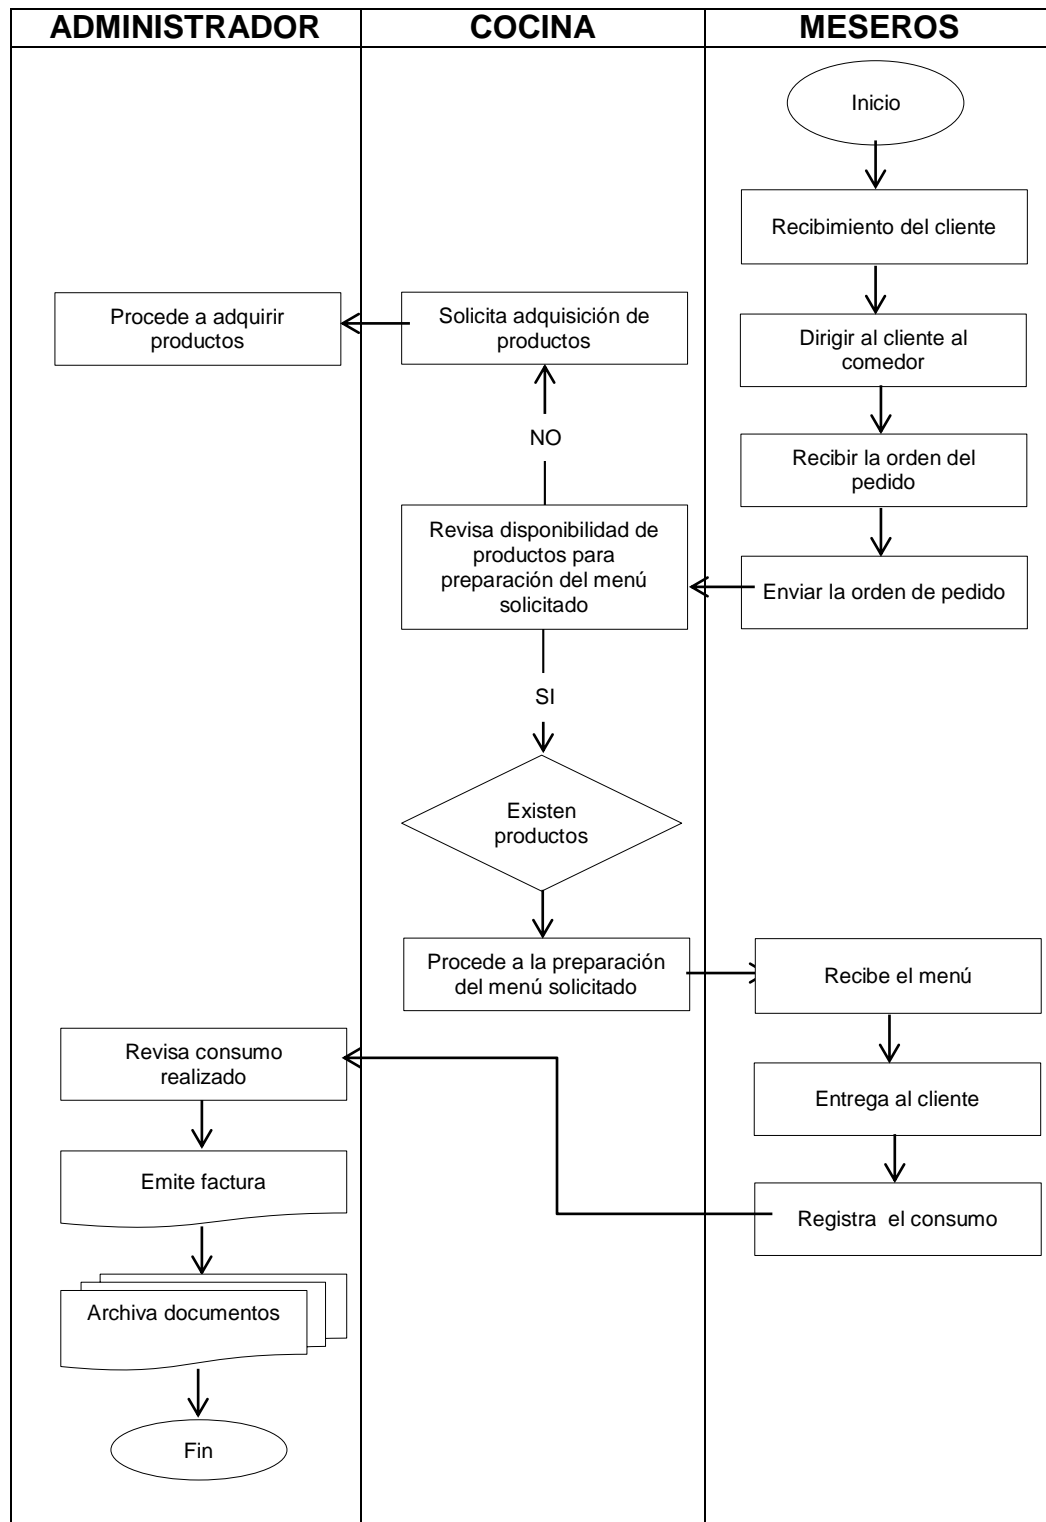 ADMINISTRADOR
COCINA
MESEROS
Inicio
Recibimiento del cliente
Procede a adquirir
productos
Solicita adquisición de
productos
Dirigir al cliente al
comedor
NO
Recibir la orden del
pedido
Revisa disponibilidad de
productos para
preparación del menú
solicitado
Enviar la orden de pedido
SI
Existen
productos
Procede a la preparación
del menú solicitado
Recibe el menú
Revisa consumo
realizado
Entrega al cliente
Emite factura
Registra el consumo
Archiva documentos
Fin